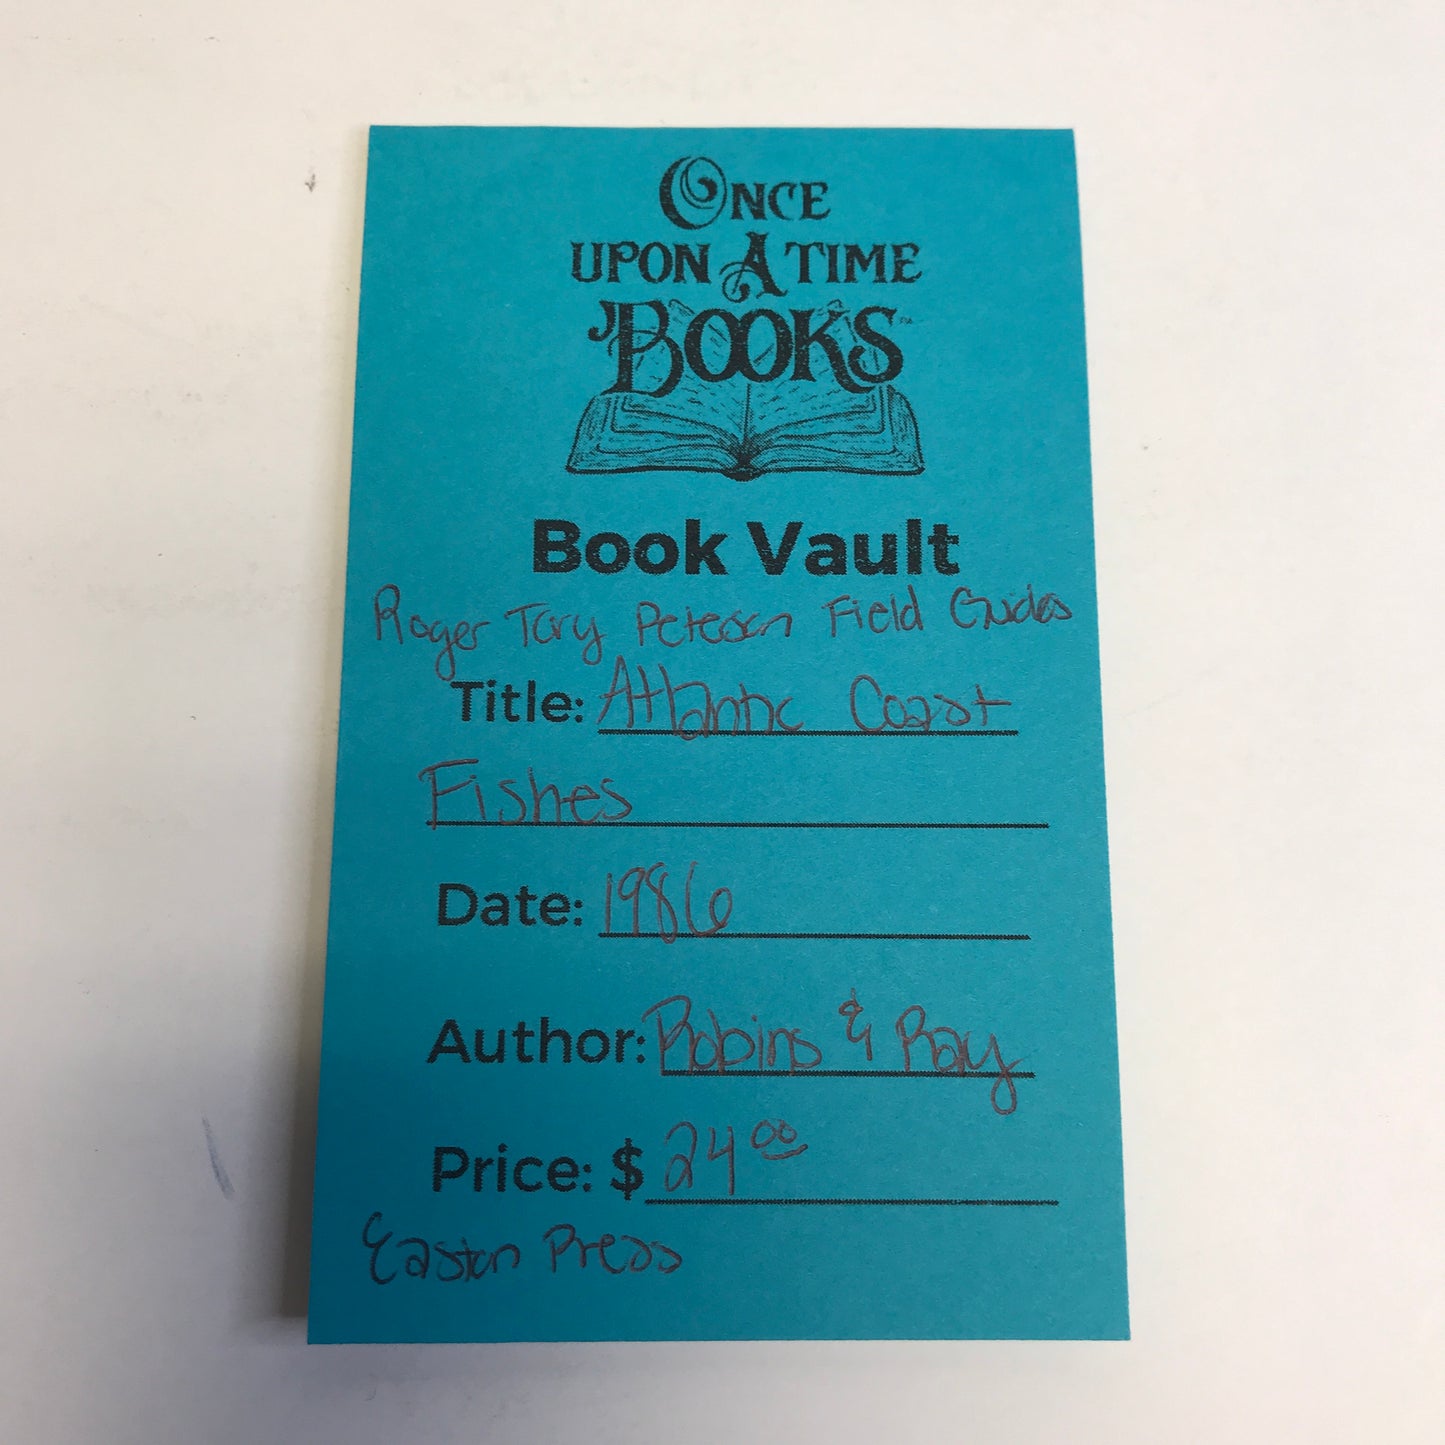 ONCE
UPON A TIME
BOOKS
Book Vault
Roger Tory Peterson Field Guides
Title: Atlantic Coast
Fishes
Date: 1986
Author: Robins & Ray
Price: $ 24.00
Easton Press